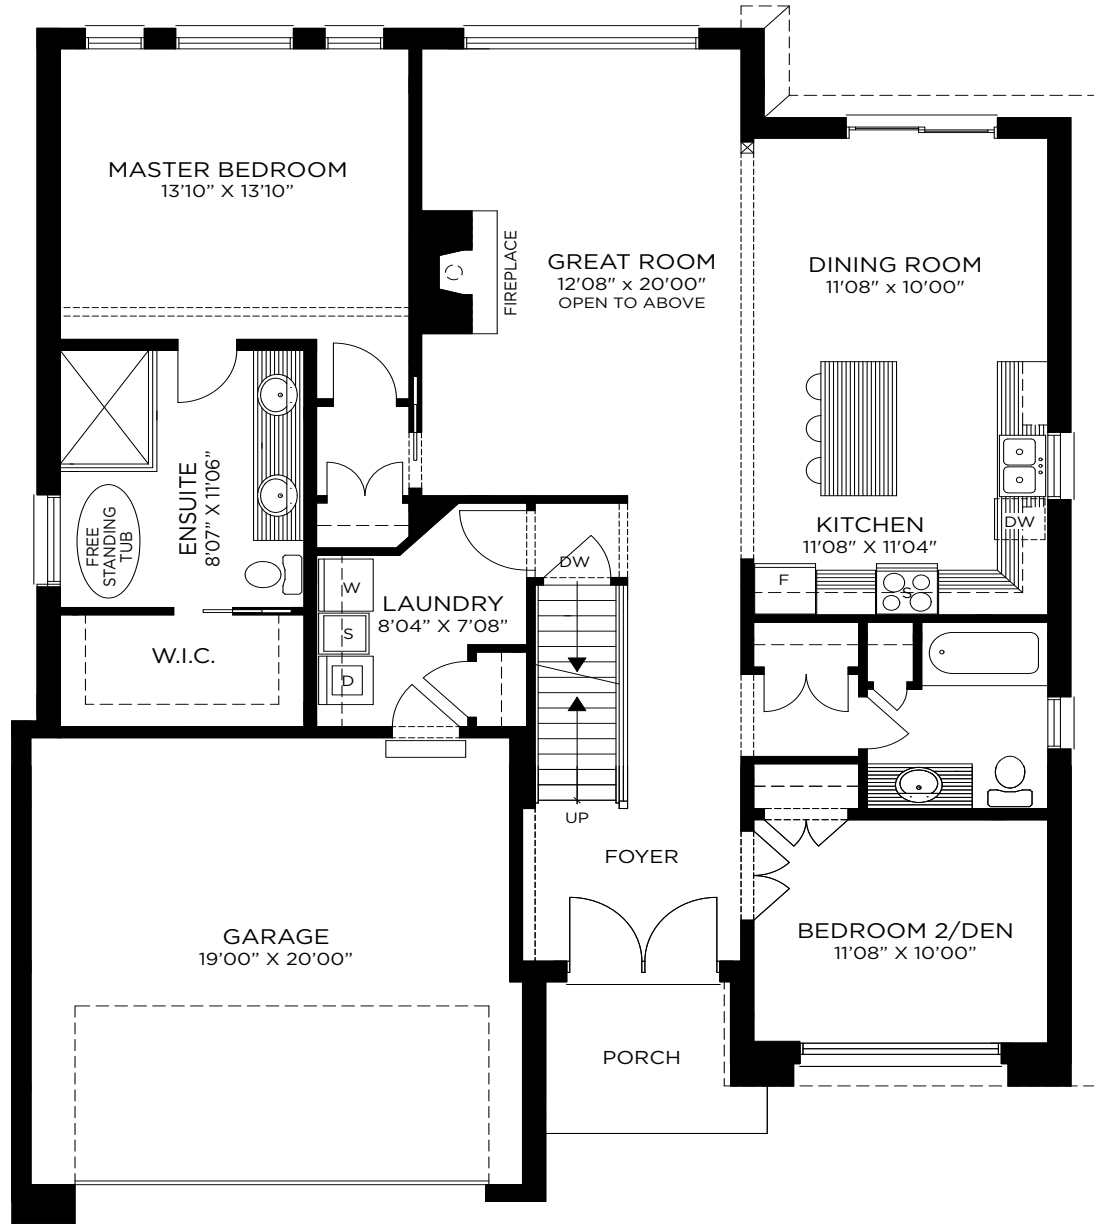 MASTER BEDROOM
13'10” X 13'10”
GREAT ROOM
12'08" x 20'00"
OPEN TO ABOVE
FIREPLACE
DINING ROOM
11'08" x 10'00"
ENSUITE
8'07” X 11'06”
FREE
STANDING
TUB
KITCHEN
11'08” X 11'04”
DW
F
S
DW
W
S
D
LAUNDRY
8'04” X 7'08”
W.I.C.
UP
FOYER
GARAGE
19'00” X 20'00”
BEDROOM 2/DEN
11'08” X 10'00”
PORCH